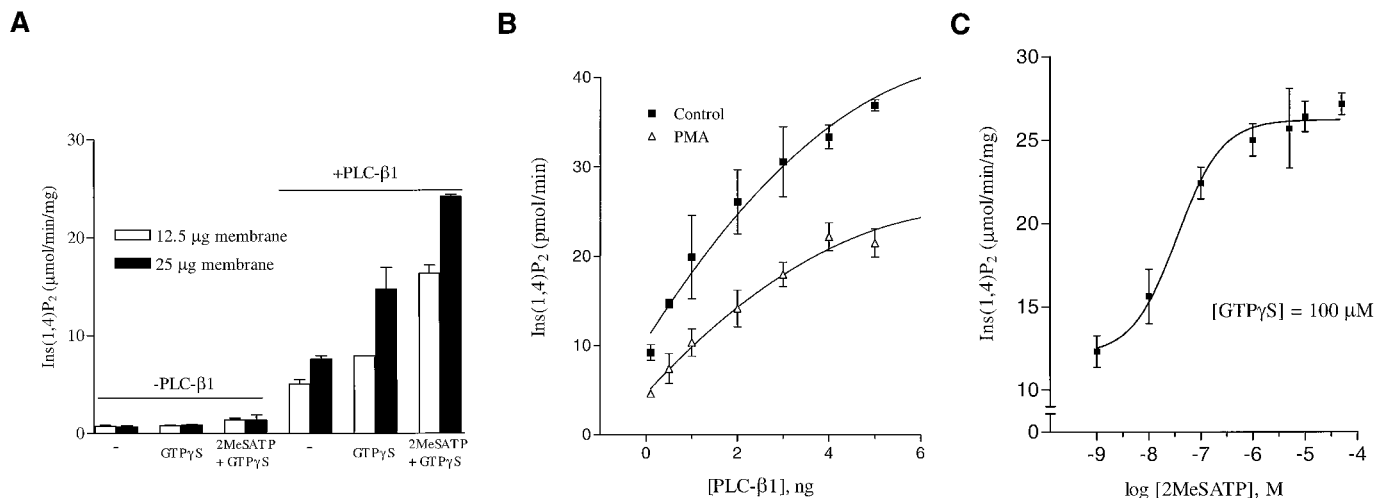 A
Ins(1,4)P2 (μmol/min/mg)
30
20
10
0
+PLC-β1
12.5 μg membrane
25 μg membrane
-PLC-β1
–
GTPγS
2MeSATP
+ GTPγS
–
GTPγS
2MeSATP
+ GTPγS
B
Ins(1,4)P2 (pmol/min)
40
30
20
10
0
Control
PMA
0
2
4
6
[PLC-β1], ng
C
Ins(1,4)P2 (μmol/min/mg)
30
25
20
15
10
0
[GTPγS] = 100 μM
-9
-8
-7
-6
-5
-4
log [2MeSATP], M